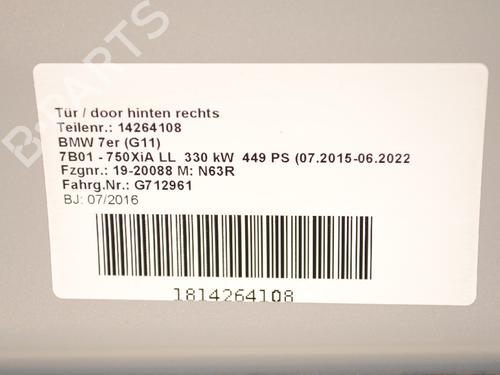 B-PARTS
Tür / door hinten rechts
Teilenr.: 14264108
BMW 7er (G11)
7B01 - 750XiA LL 330 kW 449 PS (07.2015-06.2022
Fzgnr.: 19-20088 M: N63R
Fahrg.Nr.: G712961
BJ: 07/2016
1814264108